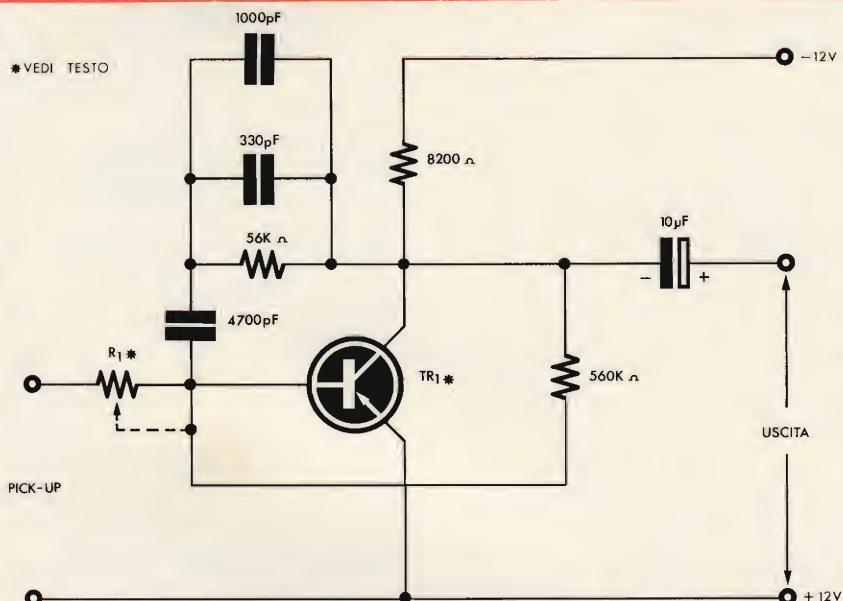 1000pF
*VEDI TESTO
-12V
330pF
8200 Ω
10µF
56K Ω
- +
4700pF
R1*
TR1*
560K Ω
USCITA
PICK-UP
+12V